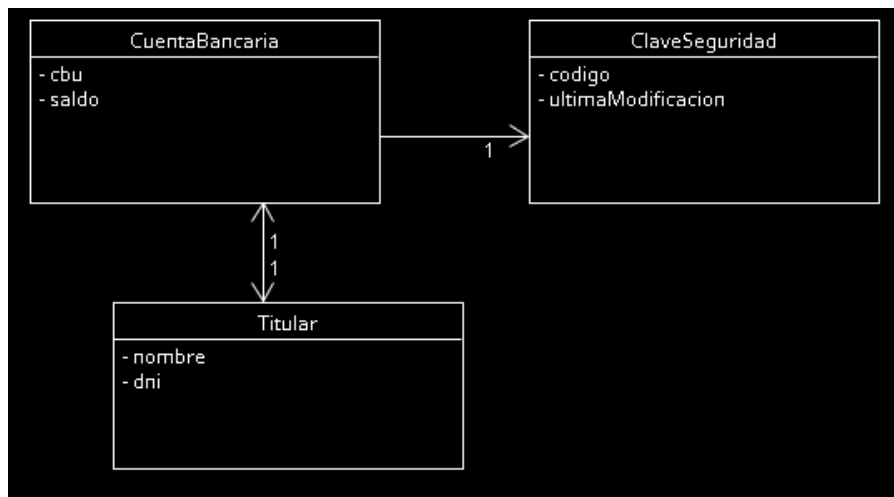 CuentaBancaria
- cbu
- saldo
ClaveSeguridad
- codigo
- ultimaModificacion
1
1
1
Titular
- nombre
- dni